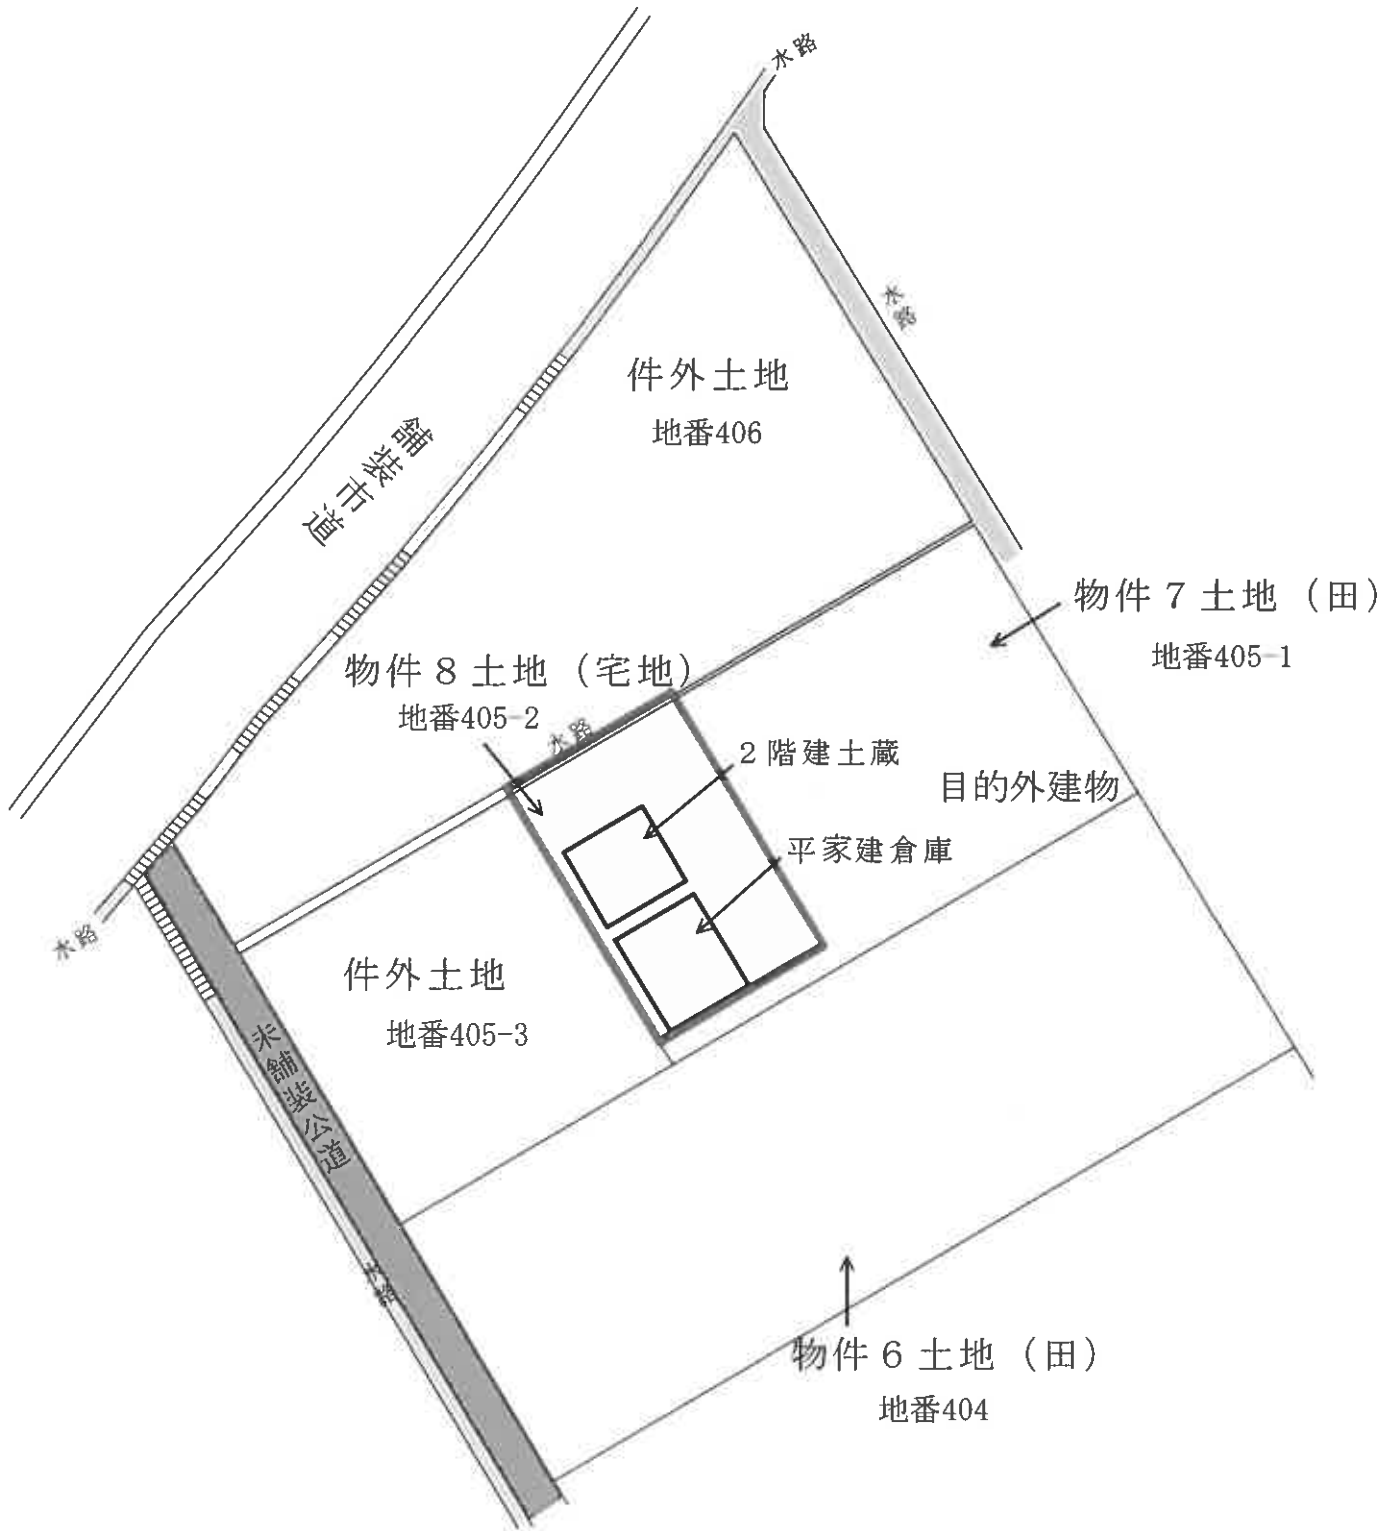 水路
水路
件外土地
地番406
舗装市道
物件７土地（田）
地番405-1
物件８土地（宅地）
地番405-2
水路
２階建土蔵
目的外建物
平家建倉庫
水路
件外土地
地番405-3
未舗装公道
水路
物件６土地（田）
地番404